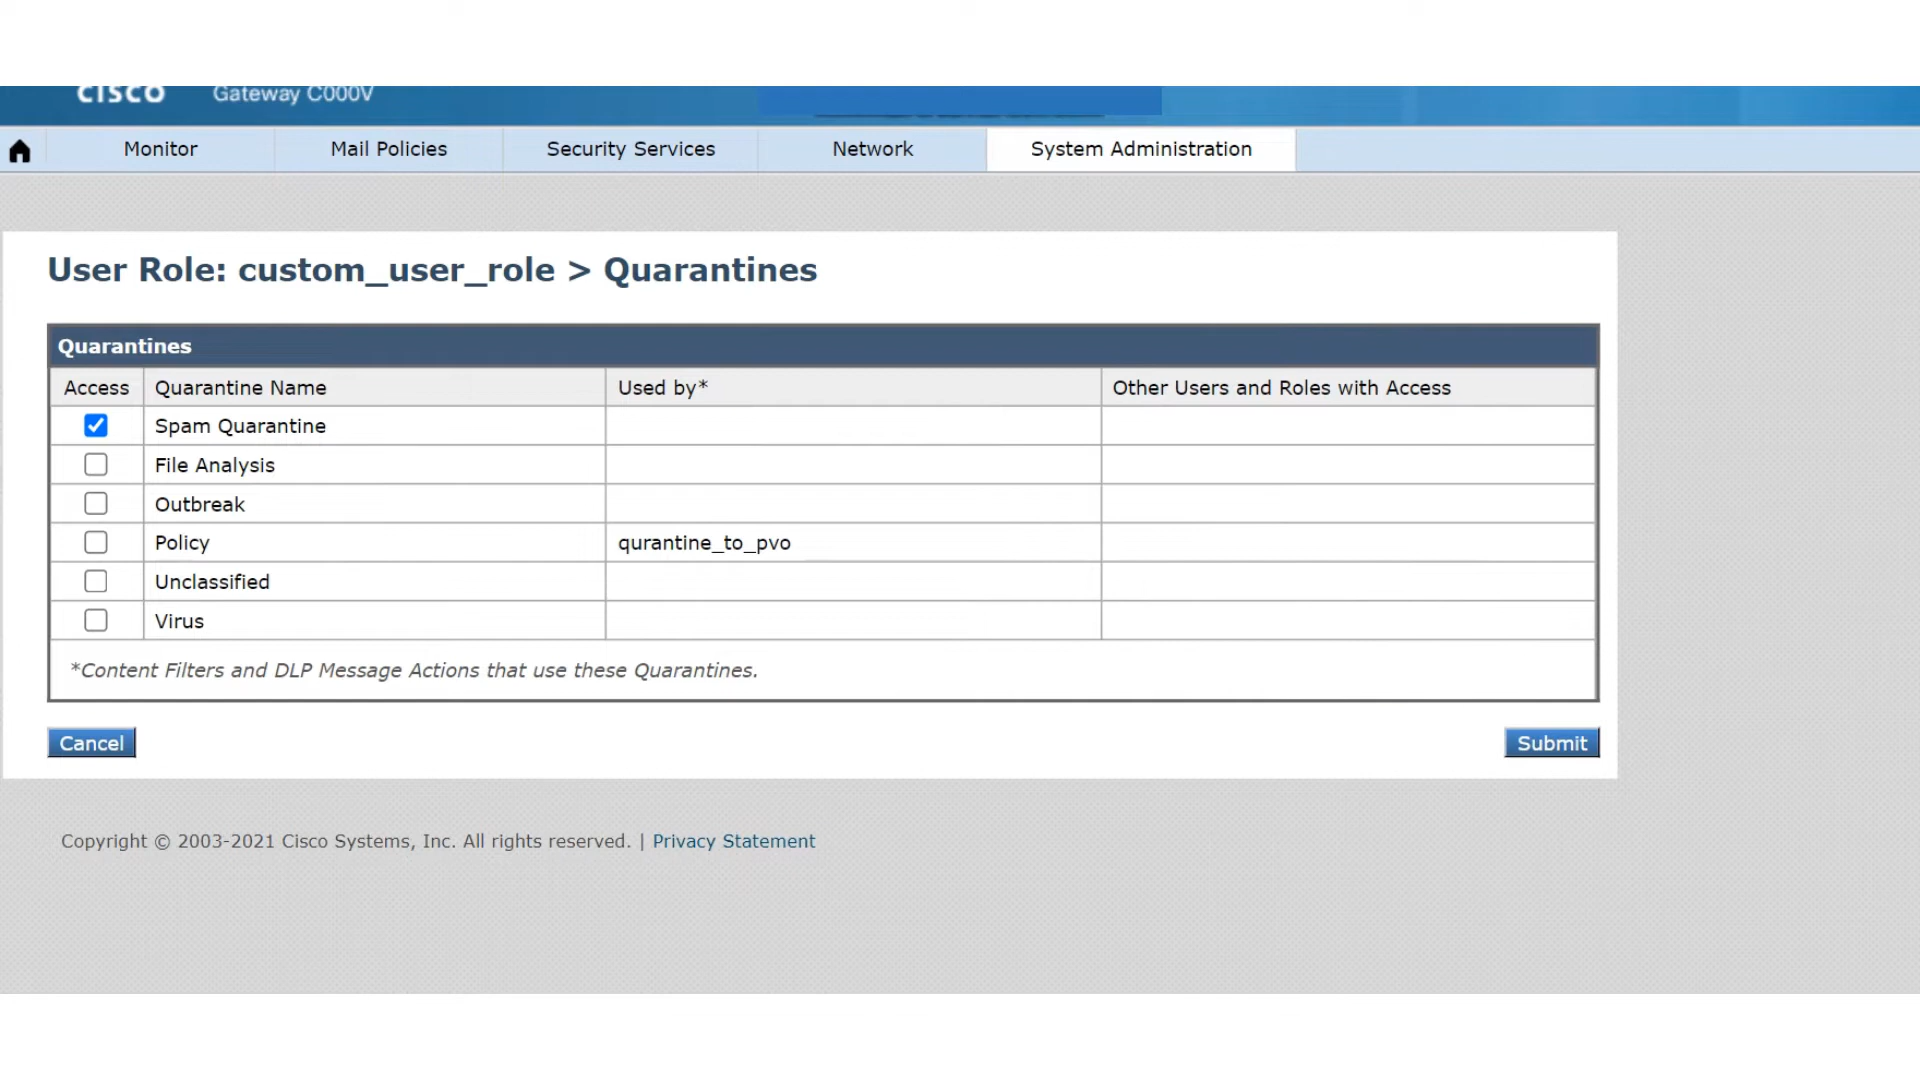 CISCO
Gateway C000V
Monitor
Mail Policies
Security Services
Network
System Administration
User Role: custom_user_role > Quarantines
Quarantines
Access Quarantine Name Used by* Other Users and Roles with Access
Spam Quarantine
File Analysis
Outbreak
Policy qurantine_to_pvo
Unclassified
Virus
*Content Filters and DLP Message Actions that use these Quarantines.
Cancel Submit
Copyright © 2003-2021 Cisco Systems, Inc. All rights reserved. | Privacy Statement